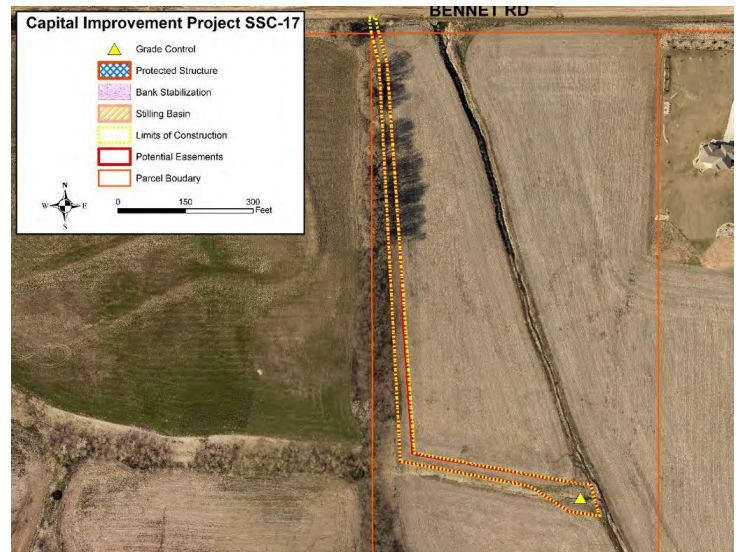 BENNET RD
Capital Improvement Project SSC-17
Grade Control
Protected Structure
Bank Stabilization
Stilling Basin
Limits of Construction
Potential Easements
Parcel Boudary
N
W E
S
0 150 300
Feet